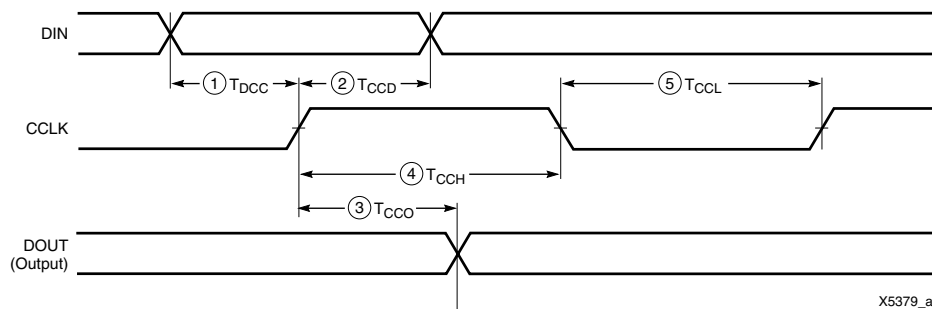 DIN
① TDCC
② TCCD
⑤ TCCL
CCLK
④ TCCH
③ TCCO
DOUT
(Output)
X5379_a